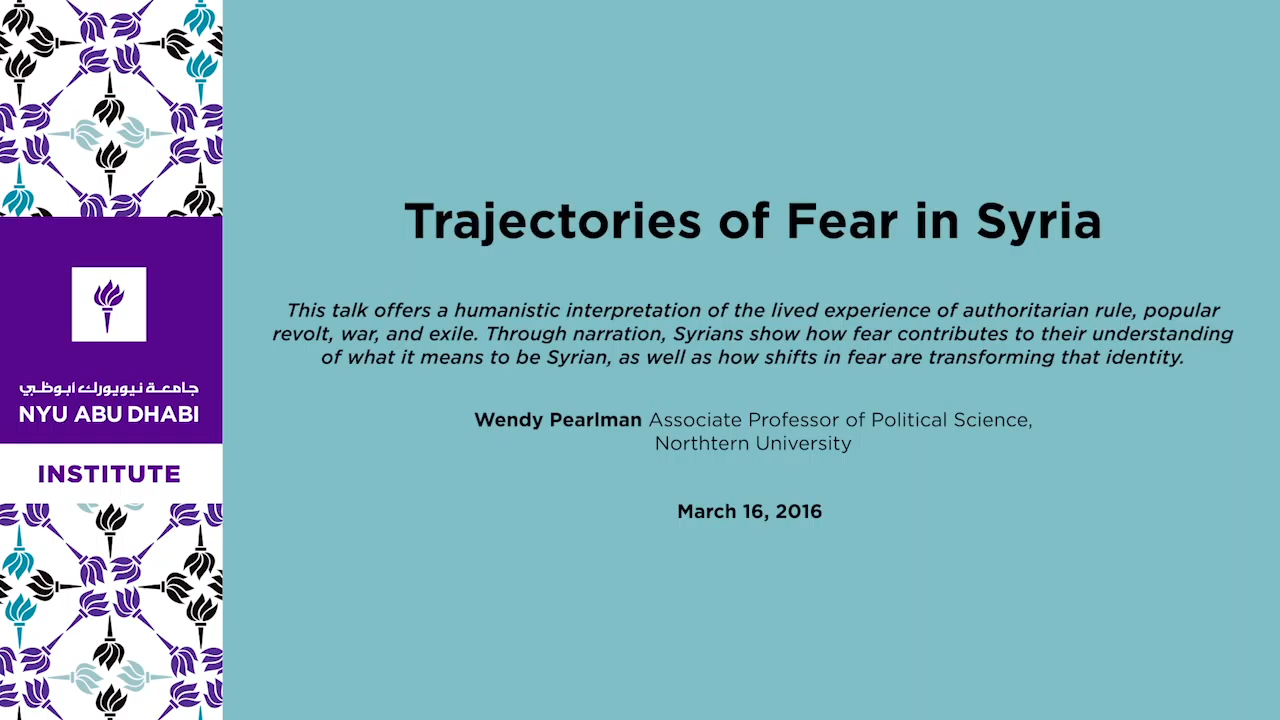 جامعة نيويورك أبوظبي
NYU ABU DHABI
INSTITUTE
Trajectories of Fear in Syria
This talk offers a humanistic interpretation of the lived experience of authoritarian rule, popular
revolt, war, and exile. Through narration, Syrians show how fear contributes to their understanding
of what it means to be Syrian, as well as how shifts in fear are transforming that identity.
Wendy Pearlman Associate Professor of Political Science,
Northtern University
March 16, 2016